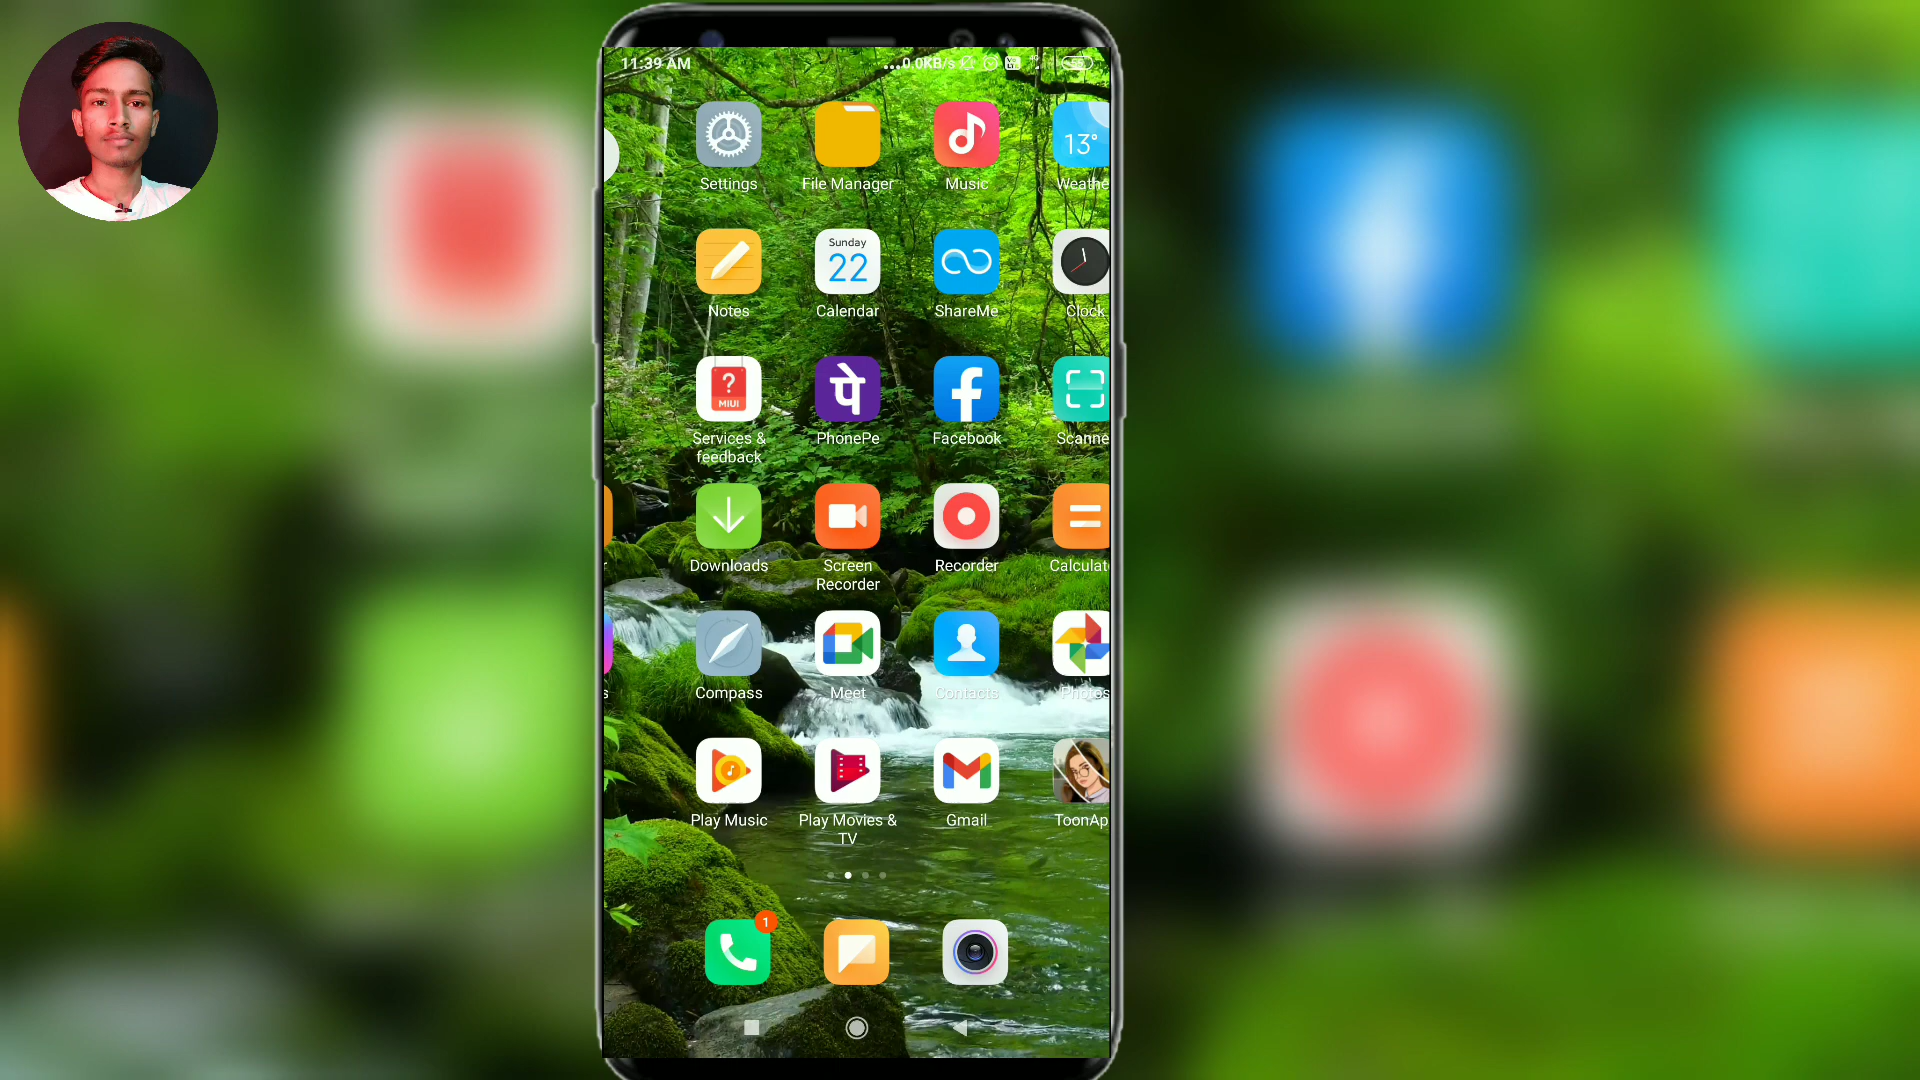 11:39 AM
...0.0KB/s
13°
Settings
File Manager
Music
Weathe
Sunday
22
Notes
Calendar
ShareMe
Clock
?
MIUI
पे
Services &
feedback
PhonePe
Facebook
Scanne
Downloads
Screen
Recorder
Recorder
Calculat
r
Compass
Meet
Contacts
Photos
s
Play Music
Play Movies &
TV
Gmail
ToonAp
1